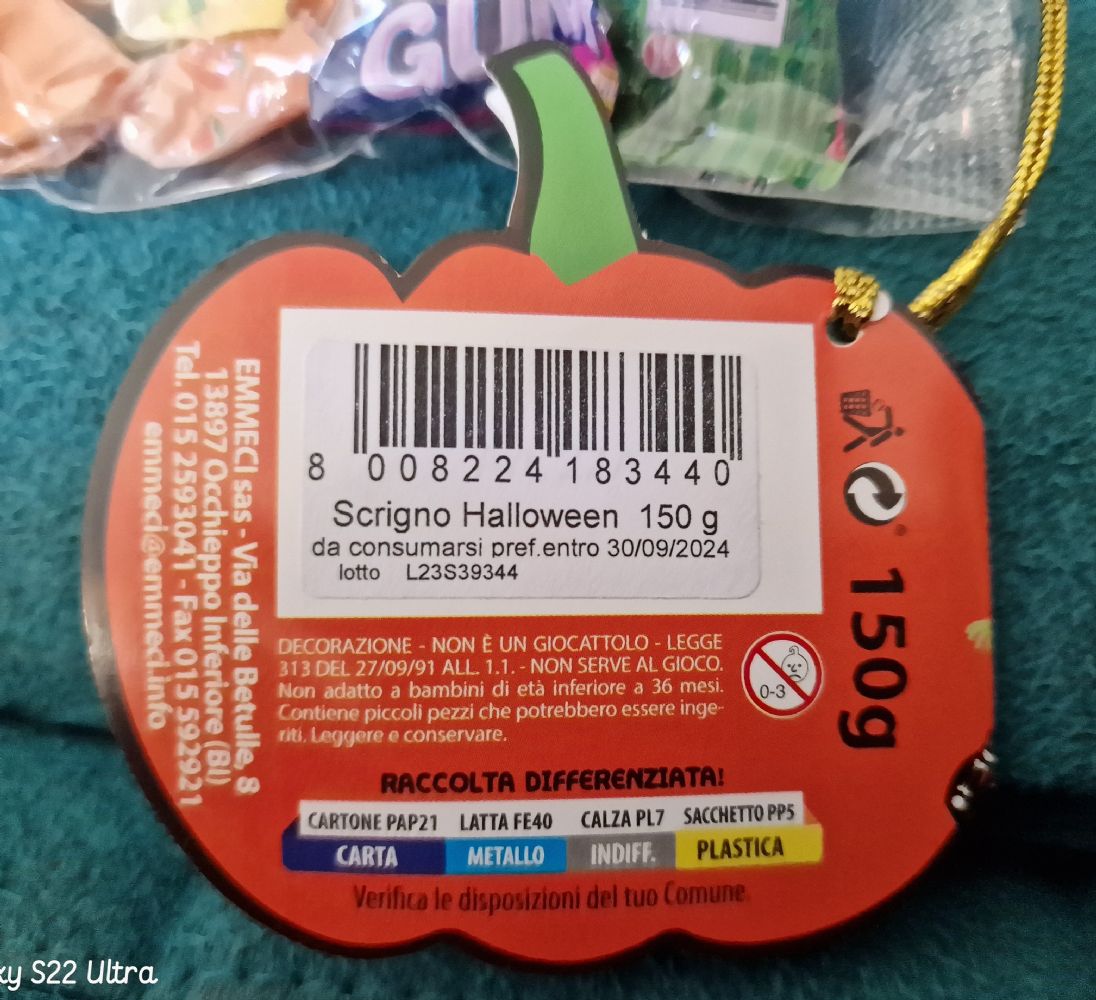 GUM
8 008224 183440
Scrigno Halloween 150 g
da consumarsi pref.entro 30/09/2024
lotto L23S39344
EMMECI sas - Via delle Betulle, 8
13897 Occhieppo Inferiore (BI)
Tel. 015 2593041 - Fax 015 592921
emmeci@emmeci.info
150g
DECORAZIONE - NON È UN GIOCATTOLO - LEGGE
313 DEL 27/09/91 ALL. 1.1. - NON SERVE AL GIOCO.
Non adatto a bambini di età inferiore a 36 mesi.
Contiene piccoli pezzi che potrebbero essere inge-
riti. Leggere e conservare.
0-3
RACCOLTA DIFFERENZIATA!
CARTONE PAP21 LATTA FE40 CALZA PL7 SACCHETTO PP5
CARTA METALLO INDIFF. PLASTICA
Verifica le disposizioni del tuo Comune.
S22 Ultra